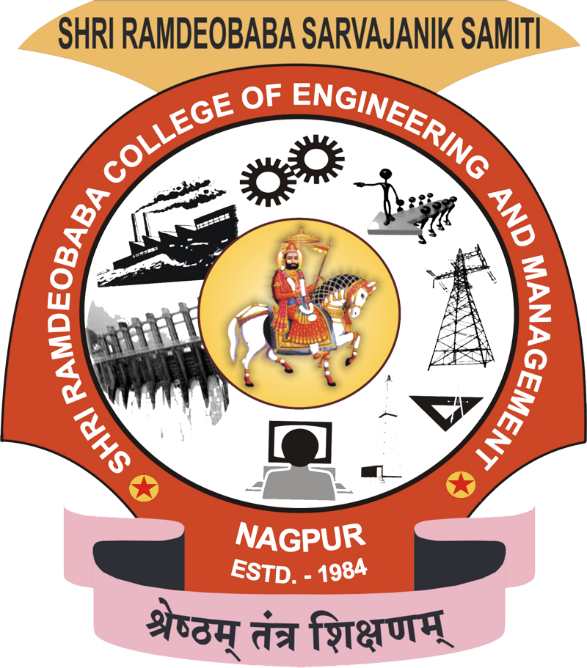 SHRI RAMDEOBABA SARVAJANIK SAMITI
SHRI RAMDEOBABA COLLEGE OF ENGINEERING AND MANAGEMENT
NAGPUR
ESTD. - 1984
श्रेष्ठम् तंत्र शिक्षणम्